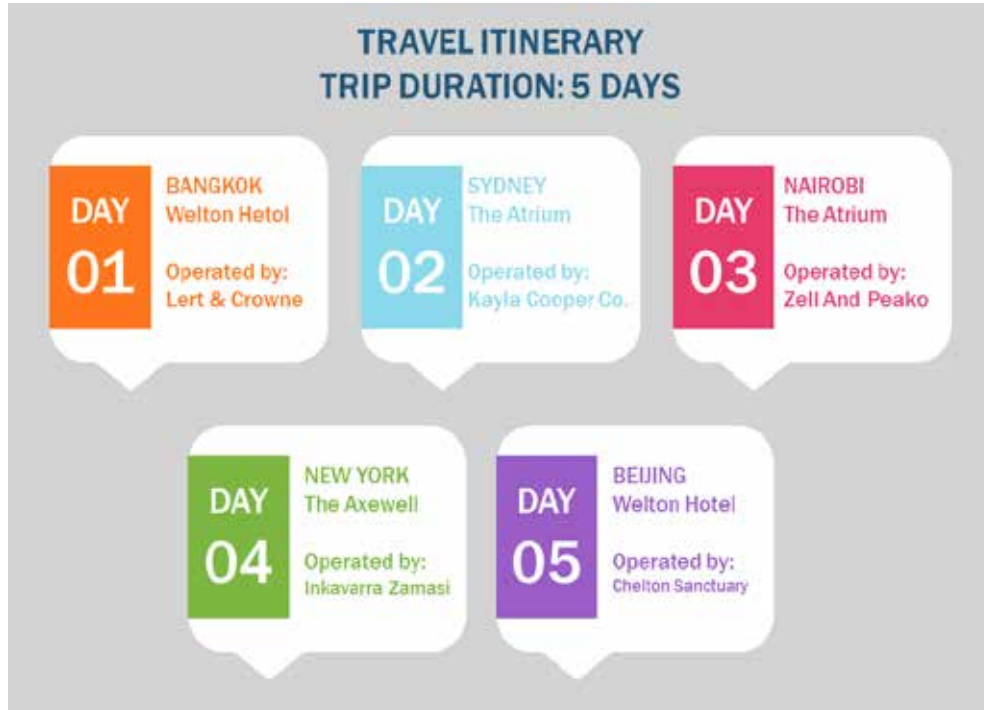 TRAVEL ITINERARY
TRIP DURATION: 5 DAYS
DAY
01
BANGKOK
Welton Hetol
Operated by:
Lert & Crowne
DAY
02
SYDNEY
The Atrium
Operated by:
Kayla Cooper Co.
DAY
03
NAIROBI
The Atrium
Operated by:
Zell And Peako
DAY
04
NEW YORK
The Axewell
Operated by:
Inkavarra Zamasi
DAY
05
BEIJING
Welton Hotel
Operated by:
Chelton Sanctuary